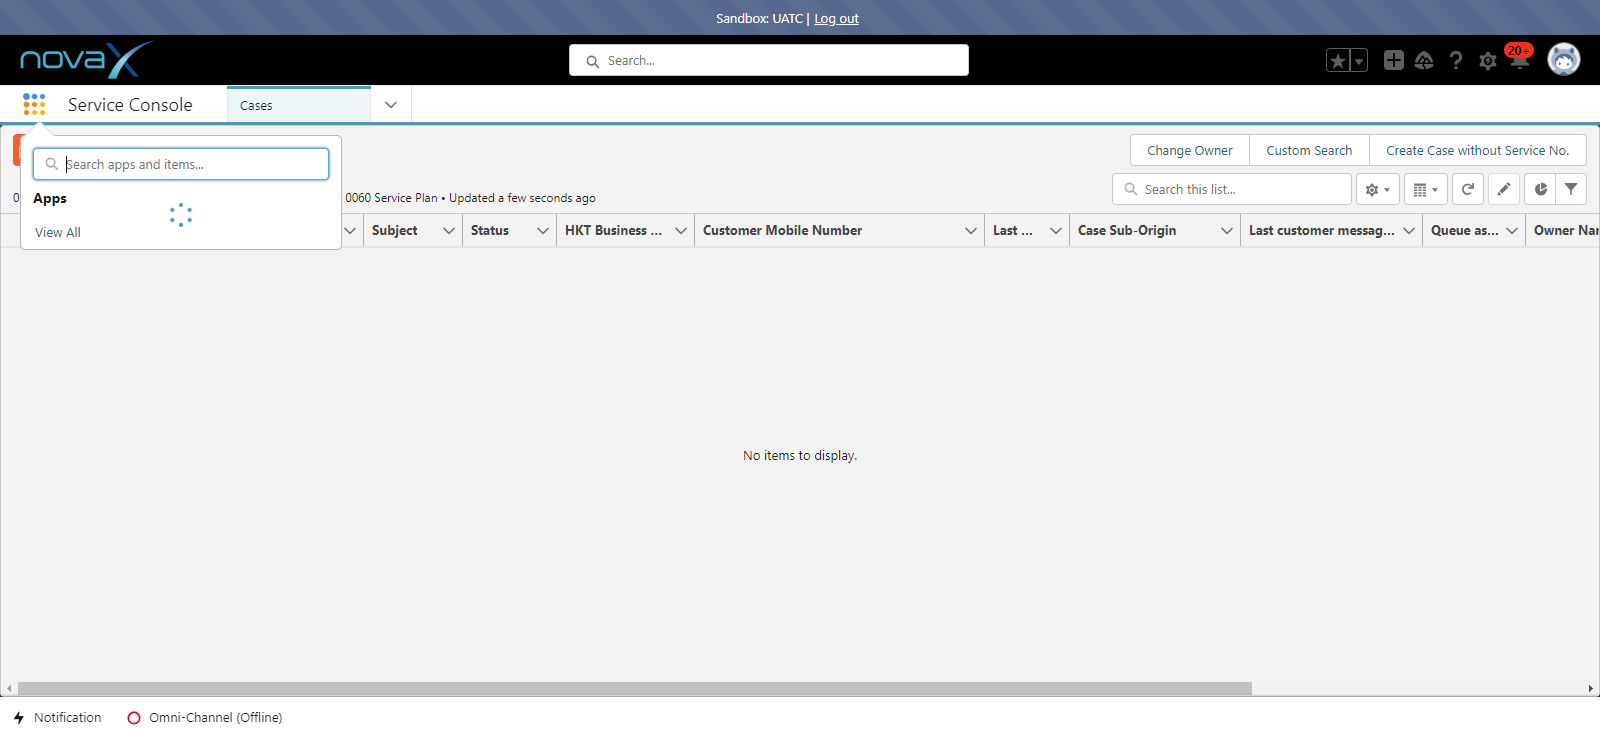 Sandbox: UATC | Log out
novaX
Search...
20+
Service Console
Cases
Search apps and items...
Apps
View All
Change Owner
Custom Search
Create Case without Service No.
0060 Service Plan • Updated a few seconds ago
Search this list...
Subject
Status
HKT Business ...
Customer Mobile Number
Last ...
Case Sub-Origin
Last customer messag...
Queue as...
Owner Nar
No items to display.
Notification
Omni-Channel (Offline)